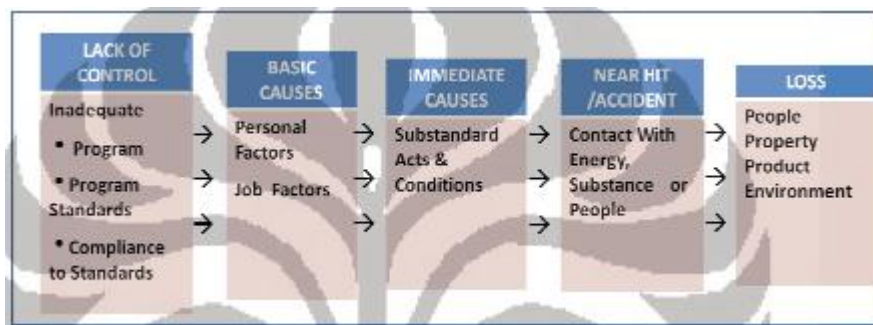 LACK OF
CONTROL
Inadequate
• Program
• Program
Standards
• Compliance
to Standards
BASIC
CAUSES
Personal
Factors
Job Factors
IMMEDIATE
CAUSES
Substandard
Acts &
Conditions
NEAR HIT
/ACCIDENT
Contact With
Energy,
Substance or
People
LOSS
People
Property
Product
Environment